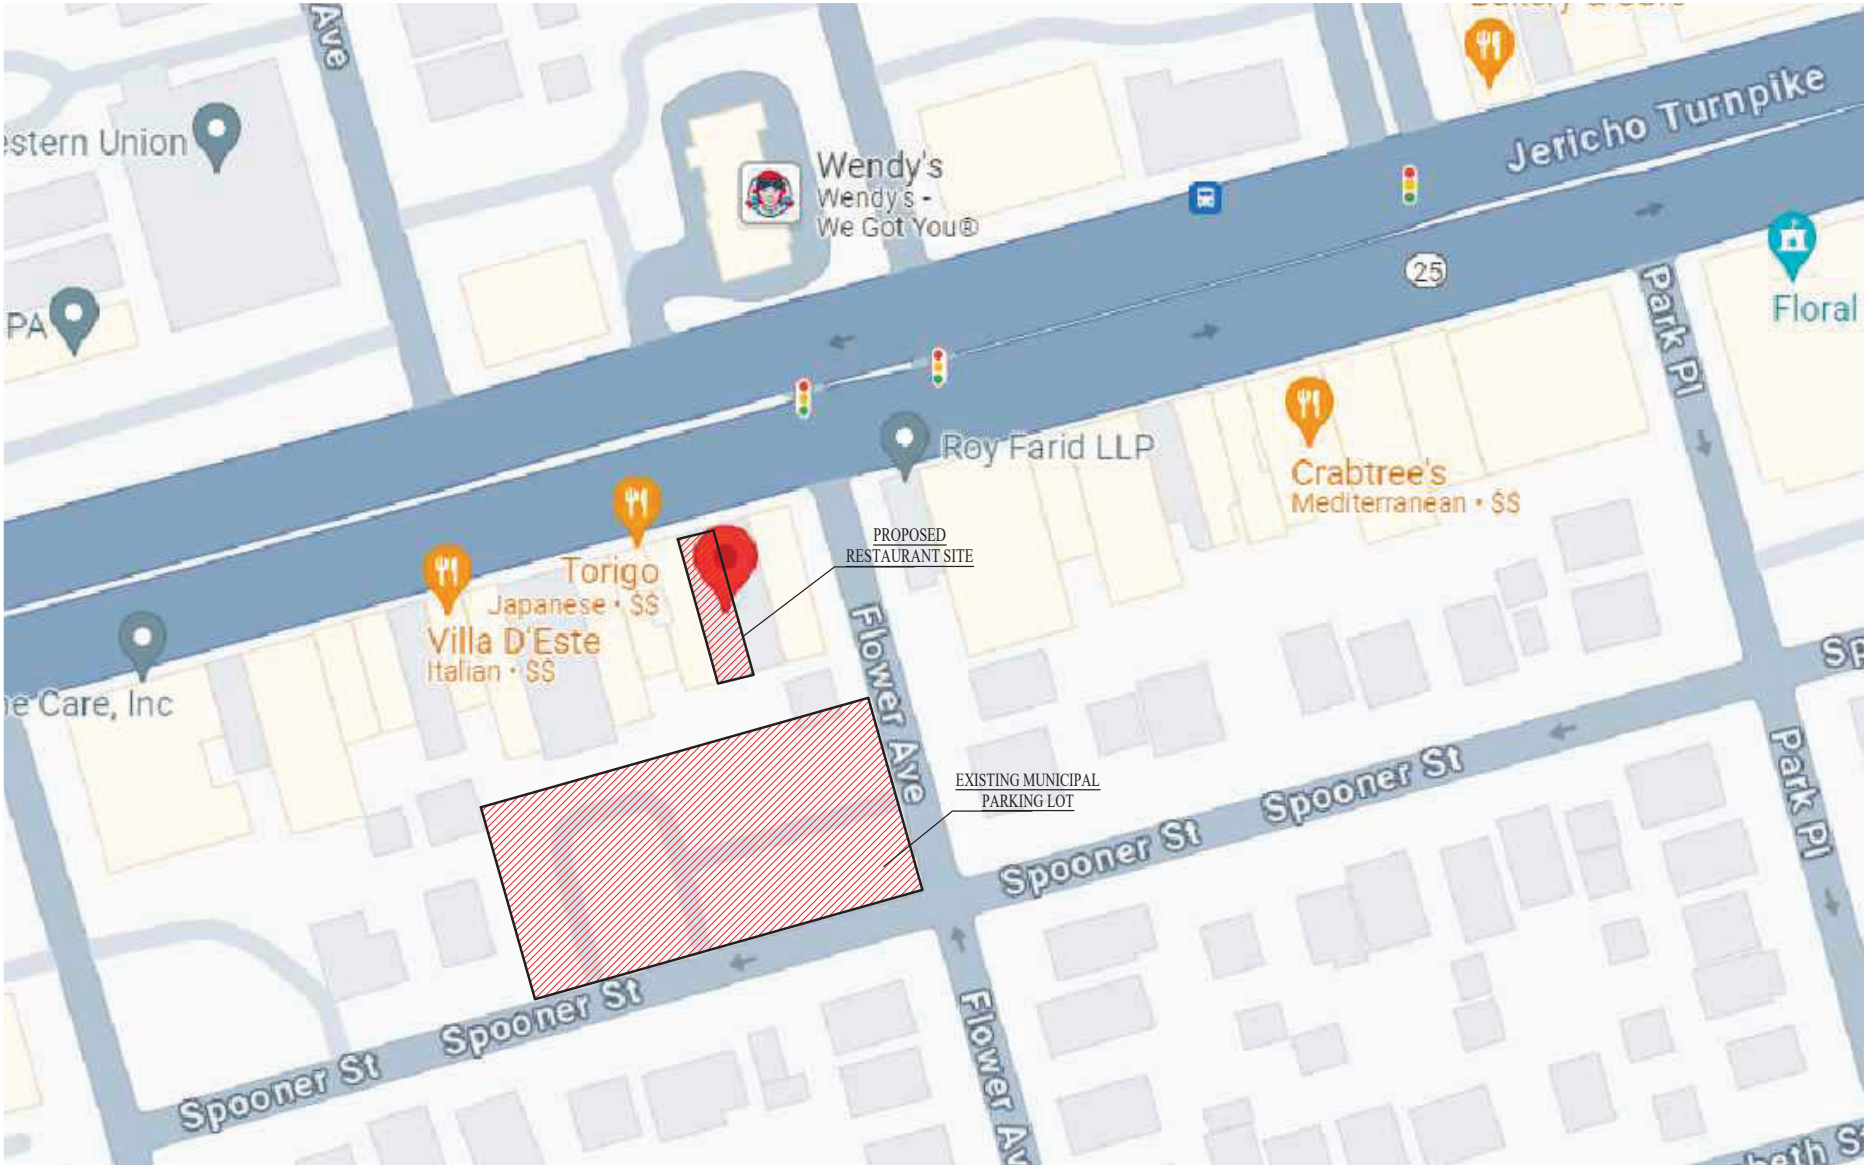 Ave
Jericho Turnpike
stern Union
Wendy's
Wendy's -
We Got You®
25
Park Pl
Floral
PA
Roy Farid LLP
Crabtree's
Mediterranean • $$
PROPOSED
RESTAURANT SITE
Torigo
Japanese • $$
Villa D'Este
Italian • $$
Flower Ave
e Care, Inc
Sp
EXISTING MUNICIPAL
PARKING LOT
Spooner St
Spooner St
Park Pl
Spooner St
Spooner St
Flower Av
beth S